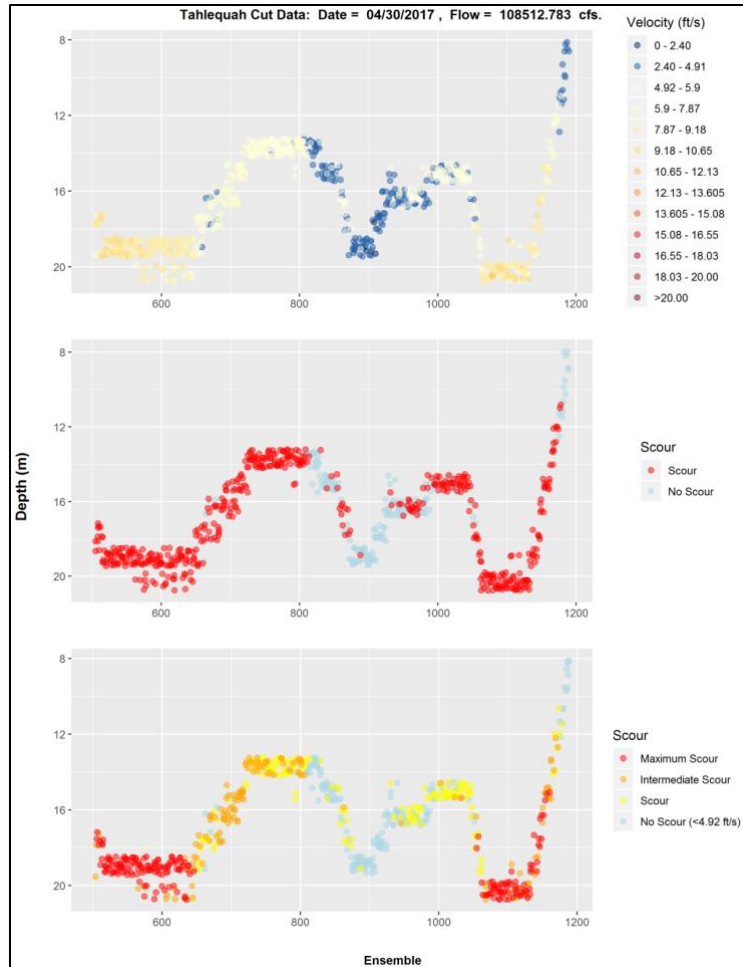 Tahlequah Cut Data: Date = 04/30/2017 , Flow = 108512.783 cfs.
8
12
16
20
600
800
1000
1200
Velocity (ft/s)
0 - 2.40
2.40 - 4.91
4.92 - 5.9
5.9 - 7.87
7.87 - 9.18
9.18 - 10.65
10.65 - 12.13
12.13 - 13.605
13.605 - 15.08
15.08 - 16.55
16.55 - 18.03
18.03 - 20.00
>20.00
Depth (m)
8
12
16
20
600
800
1000
1200
Scour
Scour
No Scour
8
12
16
20
600
800
1000
1200
Scour
Maximum Scour
Intermediate Scour
Scour
No Scour (<4.92 ft/s)
Ensemble